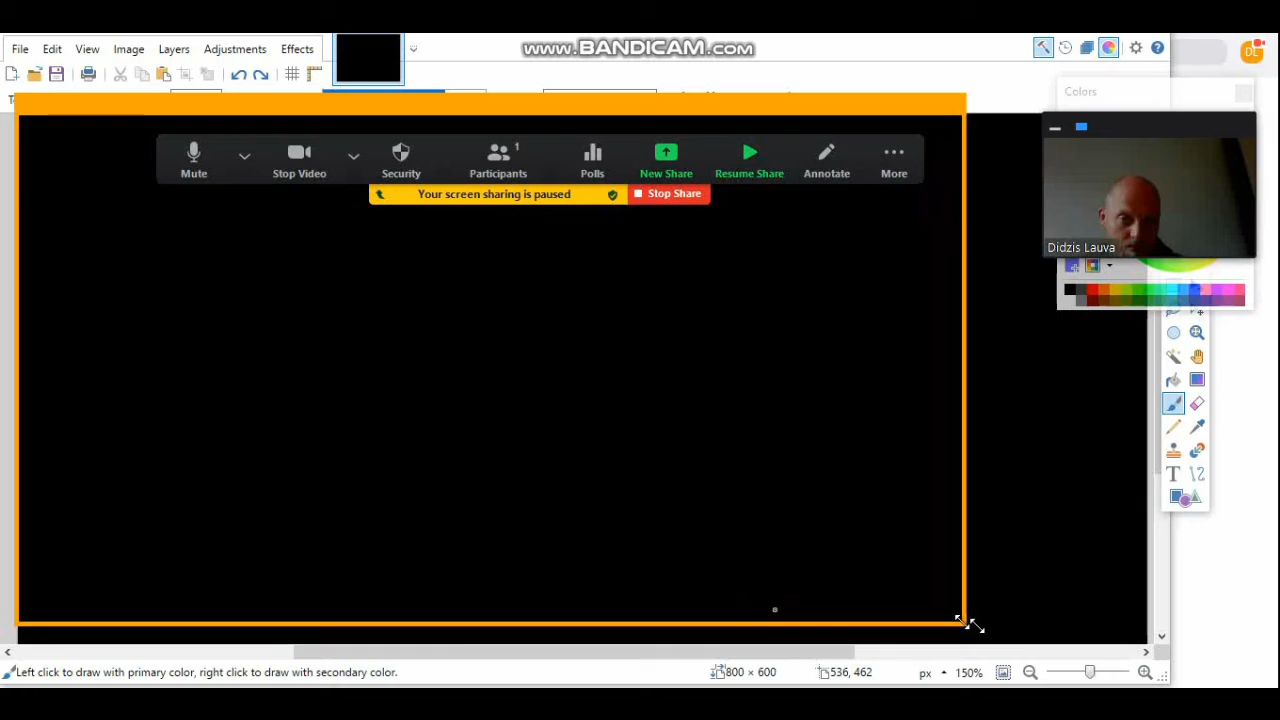 File Edit View Image Layers Adjustments Effects
www.BANDICAM.com
DL
Colors
1
Mute Stop Video Security Participants Polls New Share Resume Share Annotate More
Your screen sharing is paused Stop Share
Didzis Lauva
Left click to draw with primary color, right click to draw with secondary color. 800 × 600 536, 462 px 150%